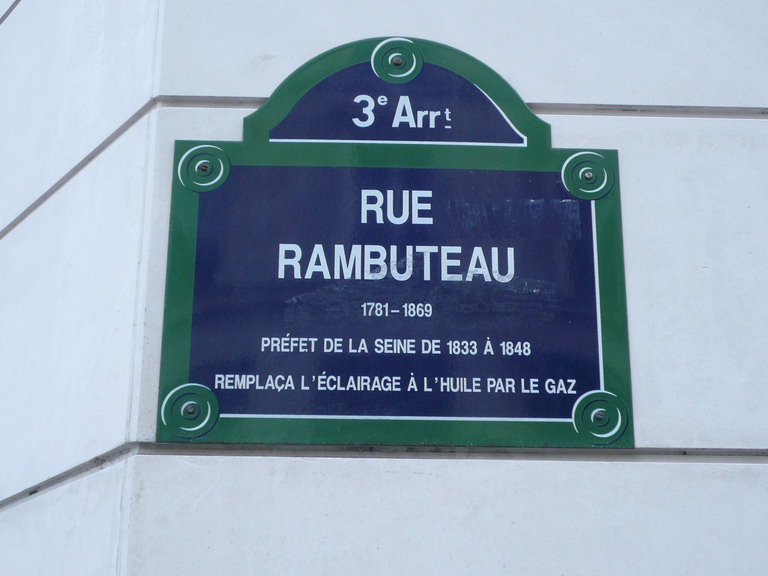 3e Arrt
RUE
RAMBUTEAU
1781-1869
PRÉFET DE LA SEINE DE 1833 À 1848
REMPLAÇA L'ÉCLAIRAGE À L'HUILE PAR LE GAZ